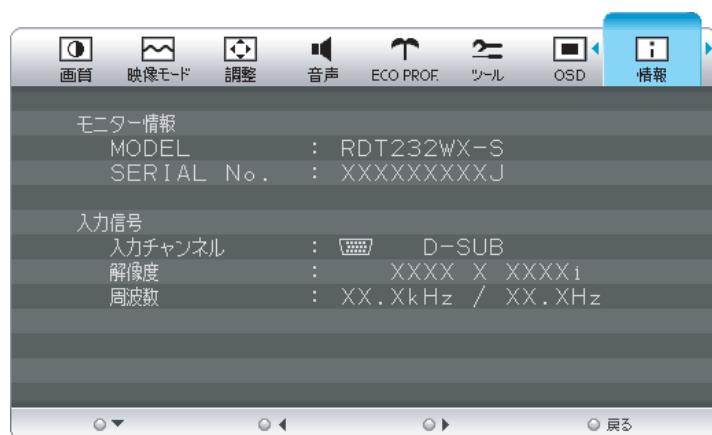 画質 映像モード 調整 音声 ECO PROF. ツール OSD 情報
モニター情報
MODEL : RDT232WX-S
SERIAL No. : XXXXXXXXXJ
入力信号
入力チャンネル : D-SUB
解像度 : XXXX X XXXXi
周波数 : XX.XkHz / XX.XHz
戻る